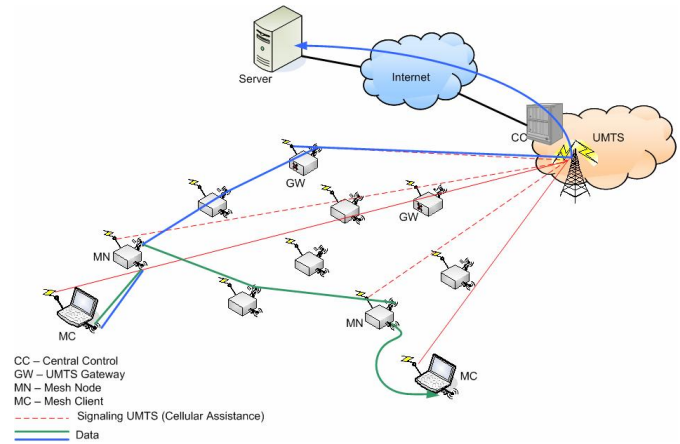 Server
Internet
CC
UMTS
GW
GW
MN
MN
MC
MC
CC – Central Control
GW – UMTS Gateway
MN – Mesh Node
MC – Mesh Client
Signaling UMTS (Cellular Assistance)
Data